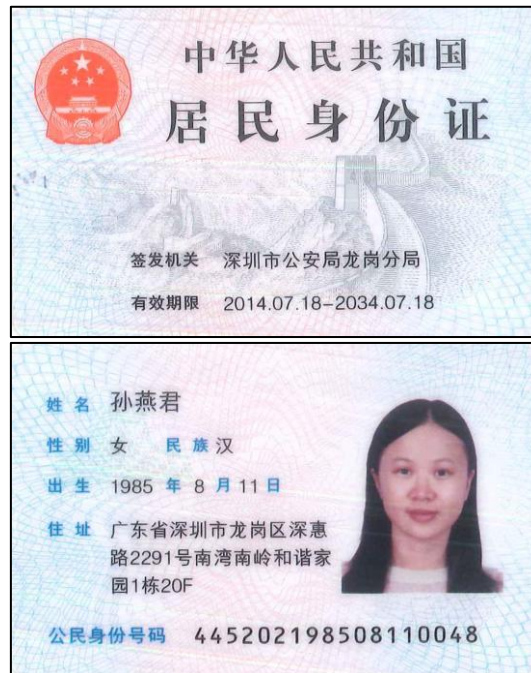 中华人民共和国
居民身份证
签发机关 深圳市公安局龙岗分局
有效期限 2014.07.18-2034.07.18
姓名 孙燕君
性别 女 民族 汉
出生 1985 年 8 月 11 日
住址 广东省深圳市龙岗区深惠
路2291号南湾南岭和谐家
园1栋20F
公民身份号码 445202198508110048